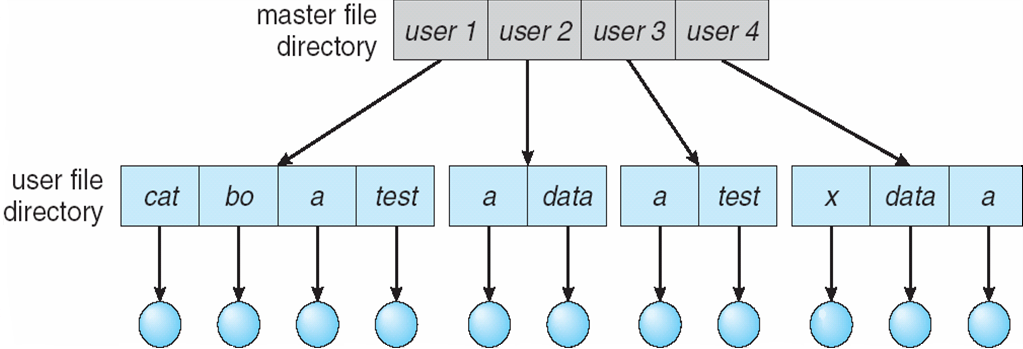 master file
directory
user 1 user 2 user 3 user 4
user file
directory
cat bo a test a data a test x data a